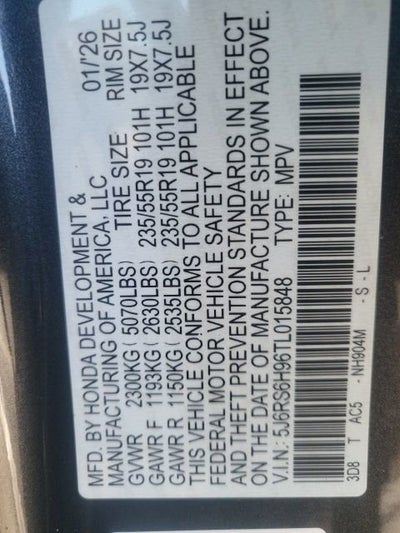 MFD. BY HONDA DEVELOPMENT & 01/26
MANUFACTURING OF AMERICA, LLC
GVWR 2300KG ( 5070LBS) TIRE SIZE RIM SIZE
GAWR F 1193KG ( 2630LBS) 235/55R19 101H 19X7.5J
GAWR R 1150KG ( 2535LBS) 235/55R19 101H 19X7.5J
THIS VEHICLE CONFORMS TO ALL APPLICABLE
FEDERAL MOTOR VEHICLE SAFETY
AND THEFT PREVENTION STANDARDS IN EFFECT
ON THE DATE OF MANUFACTURE SHOWN ABOVE.
V.I.N.: 5J6RS6H96TL015848 TYPE: MPV
3D8 T AC5 - NH904M - S - L